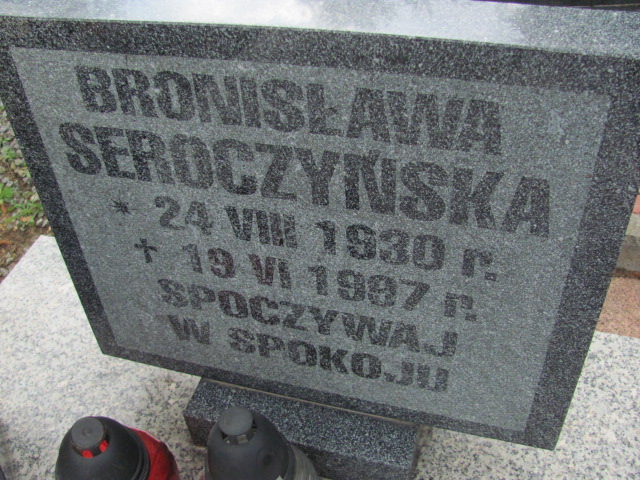 BRONISŁAWA
SEROCZYŃSKA
* 24 VIII 1930 r.
✝ 19 VI 1987 r.
SPOCZYWAJ
W SPOKOJU